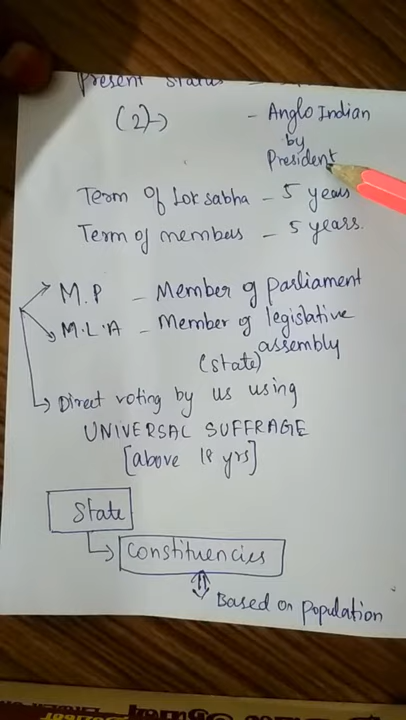 Present status -
(2) → - Anglo Indian
by
President
Term of Lok sabha - 5 years
Term of members - 5 years.
M.P - Member of parliament
M.L.A - Member of legislative
assembly
(state)
Direct voting by us using
UNIVERSAL SUFFRAGE
[above 18 yrs]
State
constituencies
Based on population